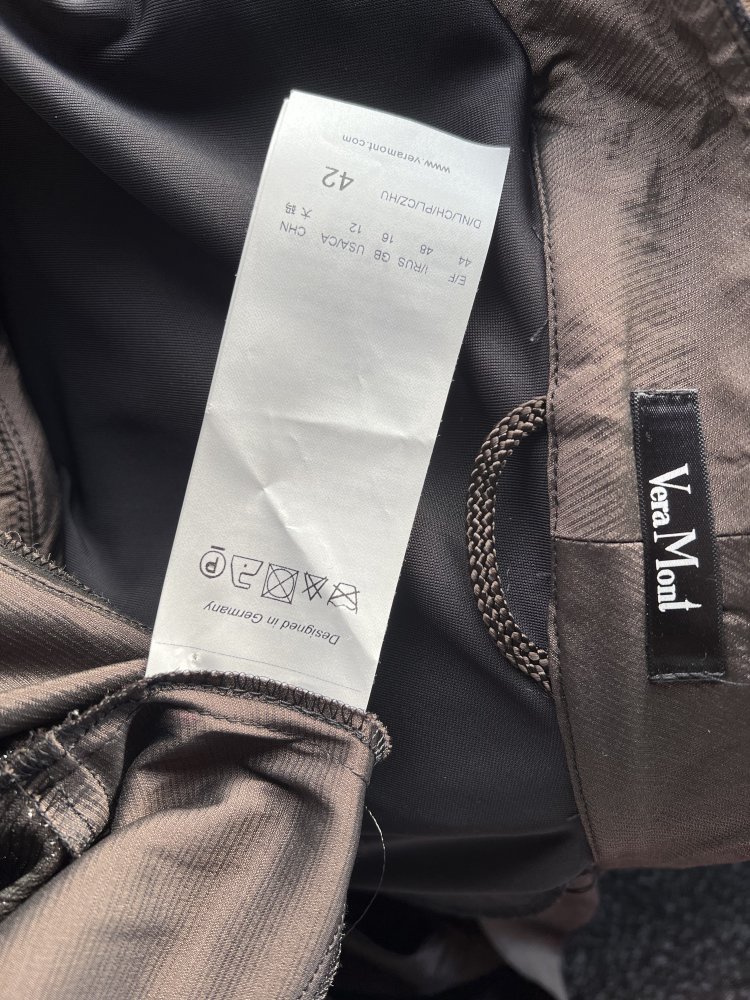 Vera Mont
Designed in Germany
P
E/F I/RUS GB USA/CA CHN
44 48 16 12 大码
D/NL/CH/PL/CZ/HU
42
www.veramont.com